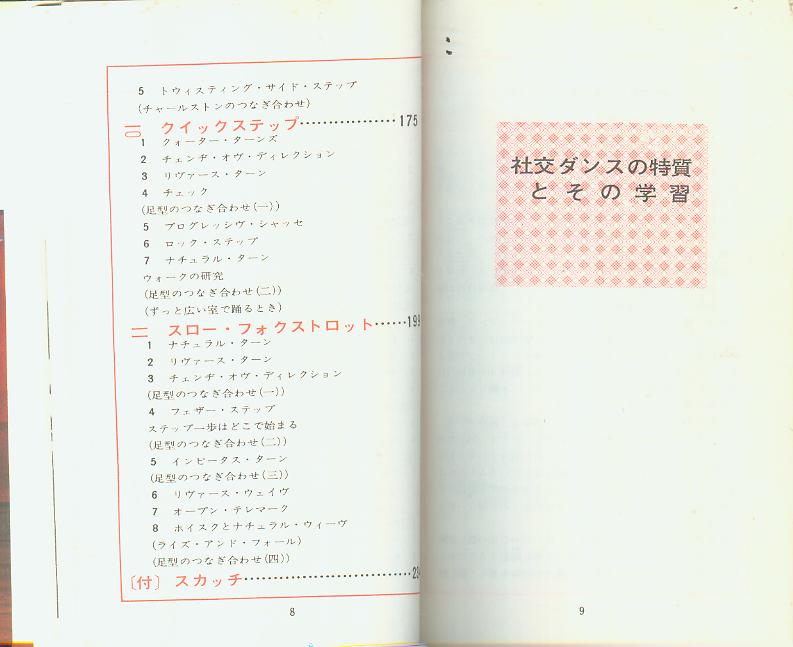 5 トウィスティング・サイド・ステップ
(チャールストンのつなぎ合わせ)
一〇 クイックステップ………………175
1 クォーター・ターンズ
2 チェンヂ・オヴ・ディレクション
3 リヴァース・ターン
4 チェック
(足型のつなぎ合わせ(一))
5 プログレッシヴ・シャッセ
6 ロック・ステップ
7 ナチュラル・ターン
ウォークの研究
(足型のつなぎ合わせ(二))
(ずっと広い室で踊るとき)
一一 スロー・フォクストロット……199
1 ナチュラル・ターン
2 リヴァース・ターン
3 チェンヂ・オヴ・ディレクション
(足型のつなぎ合わせ(一))
4 フェザー・ステップ
ステップ一歩はどこで始まる
(足型のつなぎ合わせ(二))
5 インピータス・ターン
(足型のつなぎ合わせ(三))
6 リヴァース・ウェイヴ
7 オープン・テレマーク
8 ホイスクとナチュラル・ウィーヴ
(ライズ・アンド・フォール)
(足型のつなぎ合わせ(四))
〔付〕 スカッチ…………………………
8
社交ダンスの特質
とその学習
9